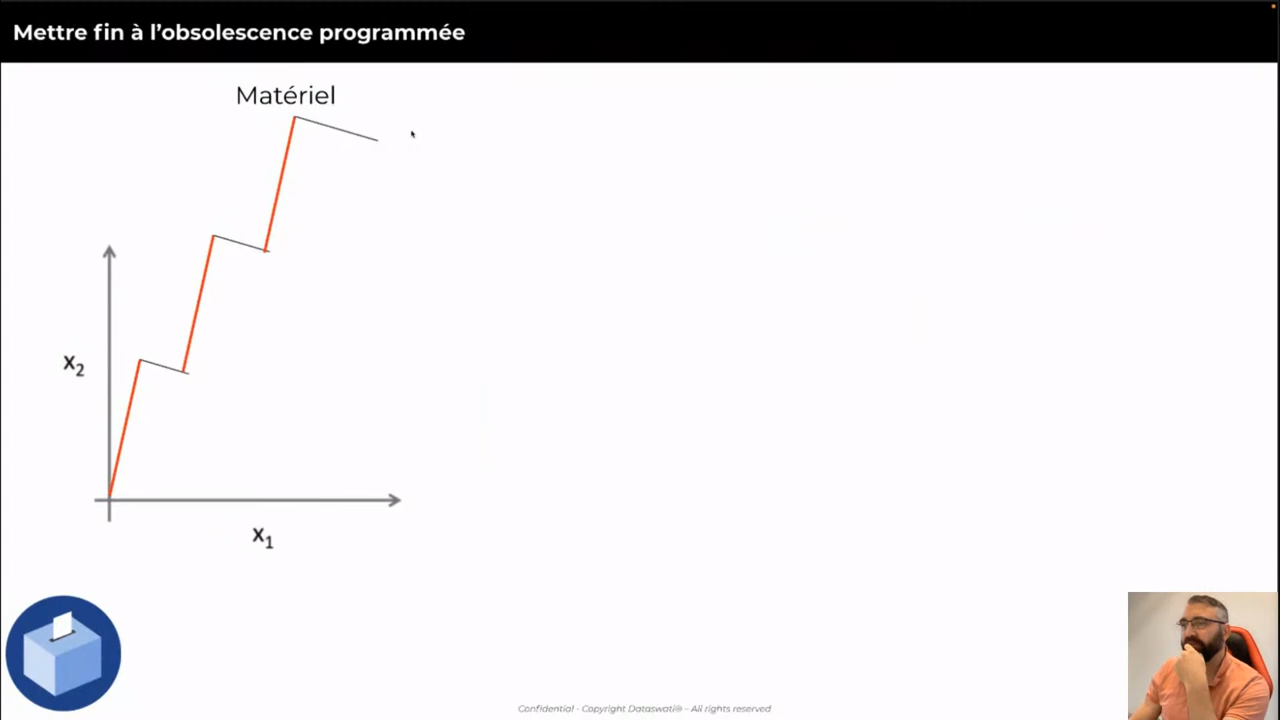 Mettre fin à l'obsolescence programmée
Matériel
x₂
x₁
Confidential - Copyright Dataswati® - All rights reserved